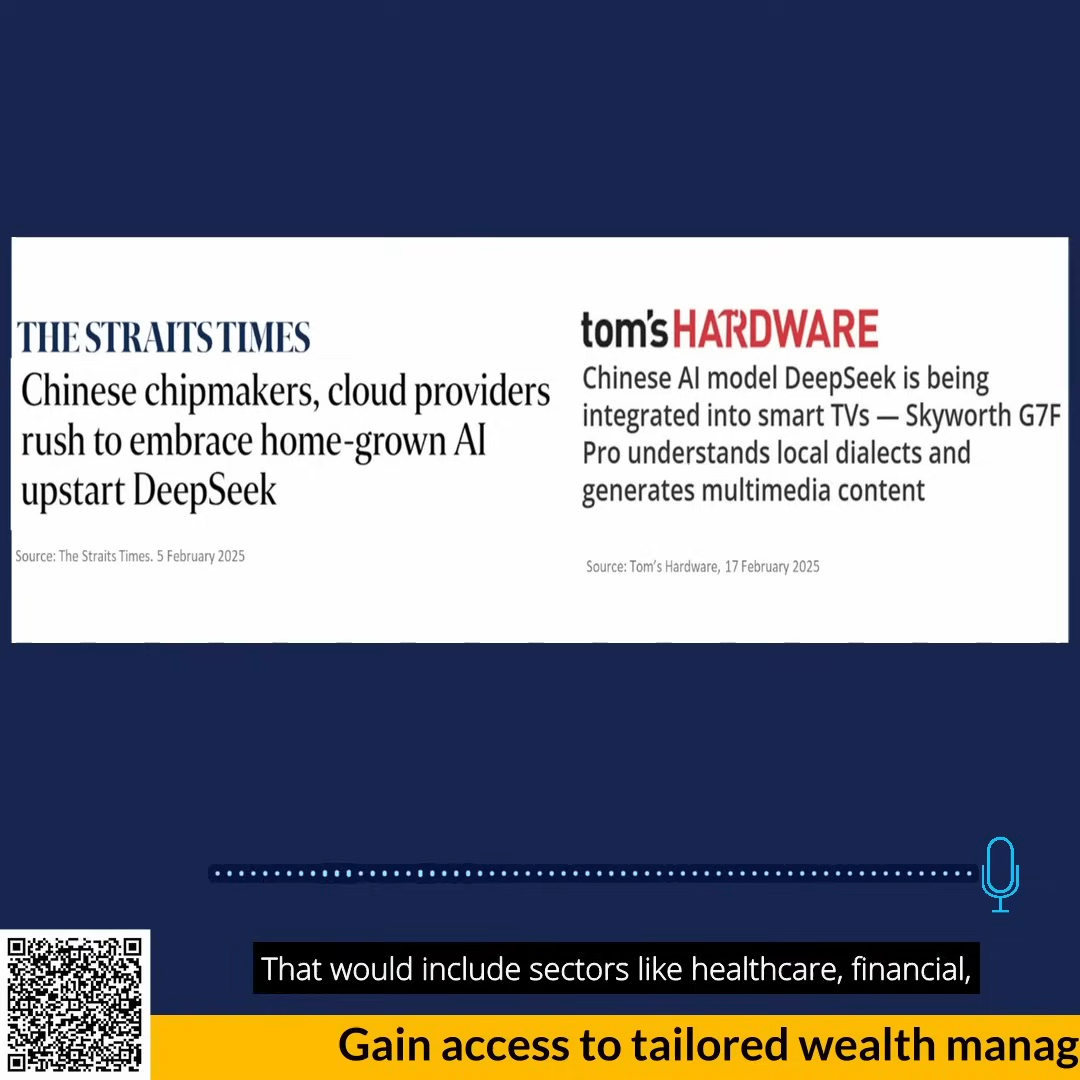 THE STRAITS TIMES
Chinese chipmakers, cloud providers
rush to embrace home-grown AI
upstart DeepSeek
Source: The Straits Times. 5 February 2025
tom's HARDWARE
Chinese AI model DeepSeek is being
integrated into smart TVs — Skyworth G7F
Pro understands local dialects and
generates multimedia content
Source: Tom's Hardware, 17 February 2025
That would include sectors like healthcare, financial,
Gain access to tailored wealth manag